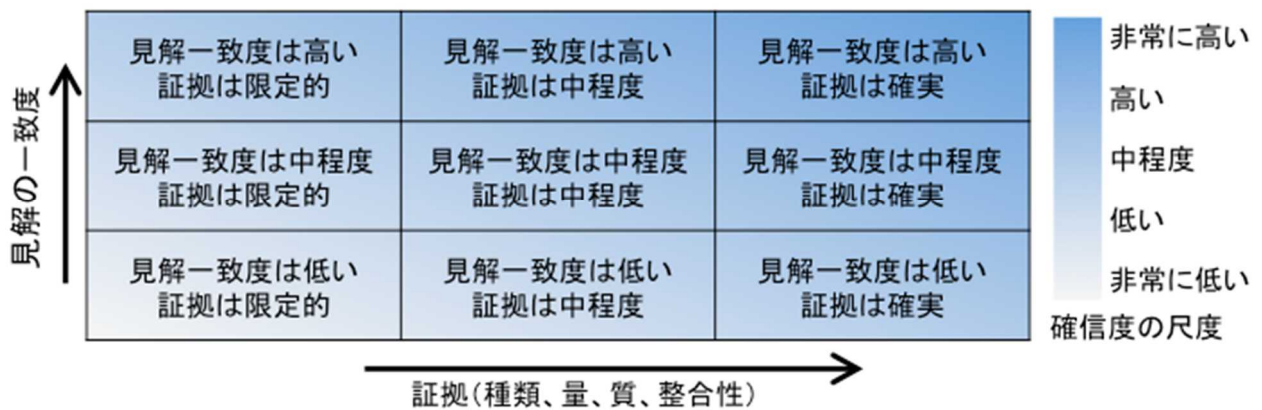 見解の一致度
見解一致度は高い
証拠は限定的
見解一致度は高い
証拠は中程度
見解一致度は高い
証拠は確実
見解一致度は中程度
証拠は限定的
見解一致度は中程度
証拠は中程度
見解一致度は中程度
証拠は確実
見解一致度は低い
証拠は限定的
見解一致度は低い
証拠は中程度
見解一致度は低い
証拠は確実
証拠(種類、量、質、整合性)
非常に高い
高い
中程度
低い
非常に低い
確信度の尺度